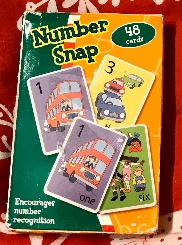 Number
Snap
48
cards
1
3
1
one
six
Encourages
number
recognition